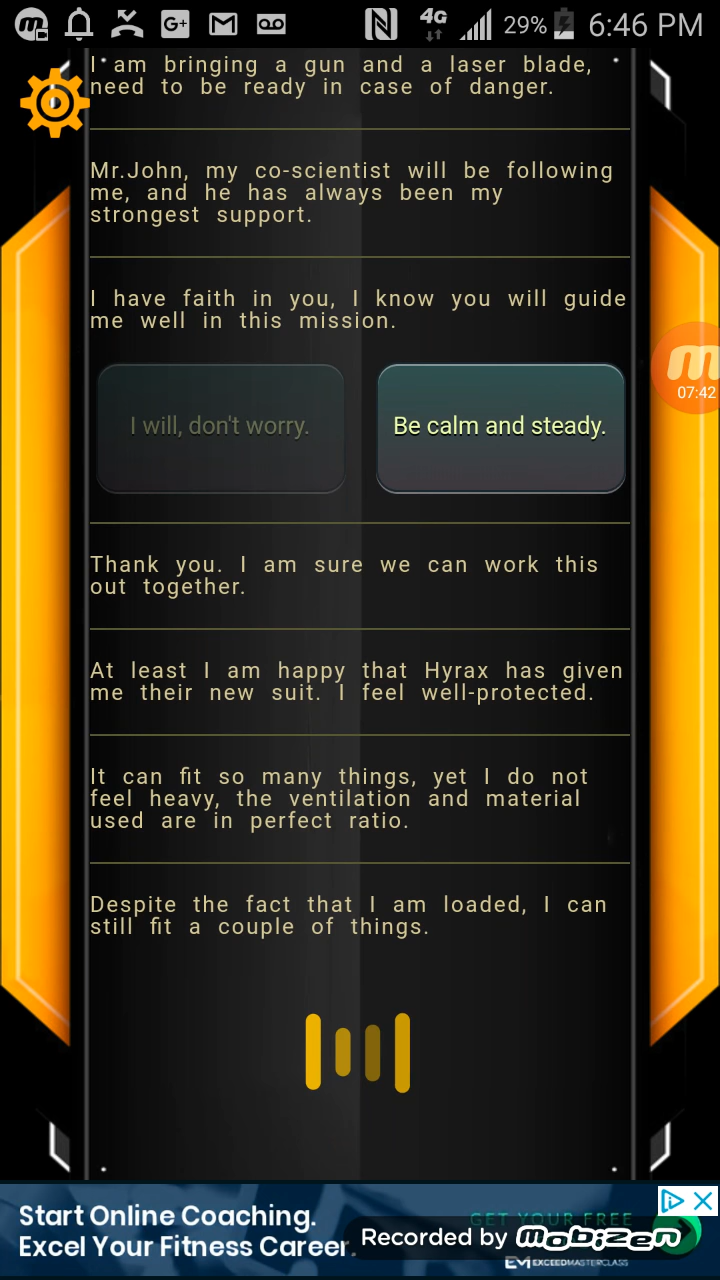 4G 29% 6:46 PM
I am bringing a gun and a laser blade,
need to be ready in case of danger.
Mr.John, my co-scientist will be following
me, and he has always been my
strongest support.
I have faith in you, I know you will guide
me well in this mission.
07:42
I will, don't worry.
Be calm and steady.
Thank you. I am sure we can work this
out together.
At least I am happy that Hyrax has given
me their new suit. I feel well-protected.
It can fit so many things, yet I do not
feel heavy, the ventilation and material
used are in perfect ratio.
Despite the fact that I am loaded, I can
still fit a couple of things.
Start Online Coaching.
Excel Your Fitness Career.
GET YOUR FREE
Recorded by mobizen
EM EXCEEDMASTERCLASS